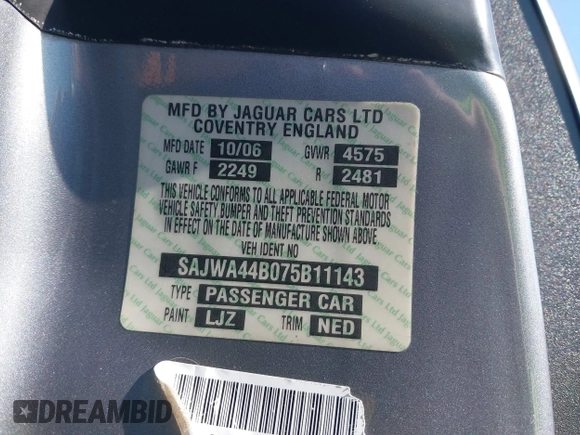 MFD BY JAGUAR CARS LTD
COVENTRY ENGLAND
MFD DATE 10/06 GVWR 4575
GAWR F 2249 R 2481
THIS VEHICLE CONFORMS TO ALL APPLICABLE FEDERAL MOTOR
VEHICLE SAFETY, BUMPER AND THEFT PREVENTION STANDARDS
IN EFFECT ON THE DATE OF MANUFACTURE SHOWN ABOVE
VEH IDENT NO
SAJWA44B075B11143
TYPE PASSENGER CAR
PAINT LJZ TRIM NED
DREAMBID